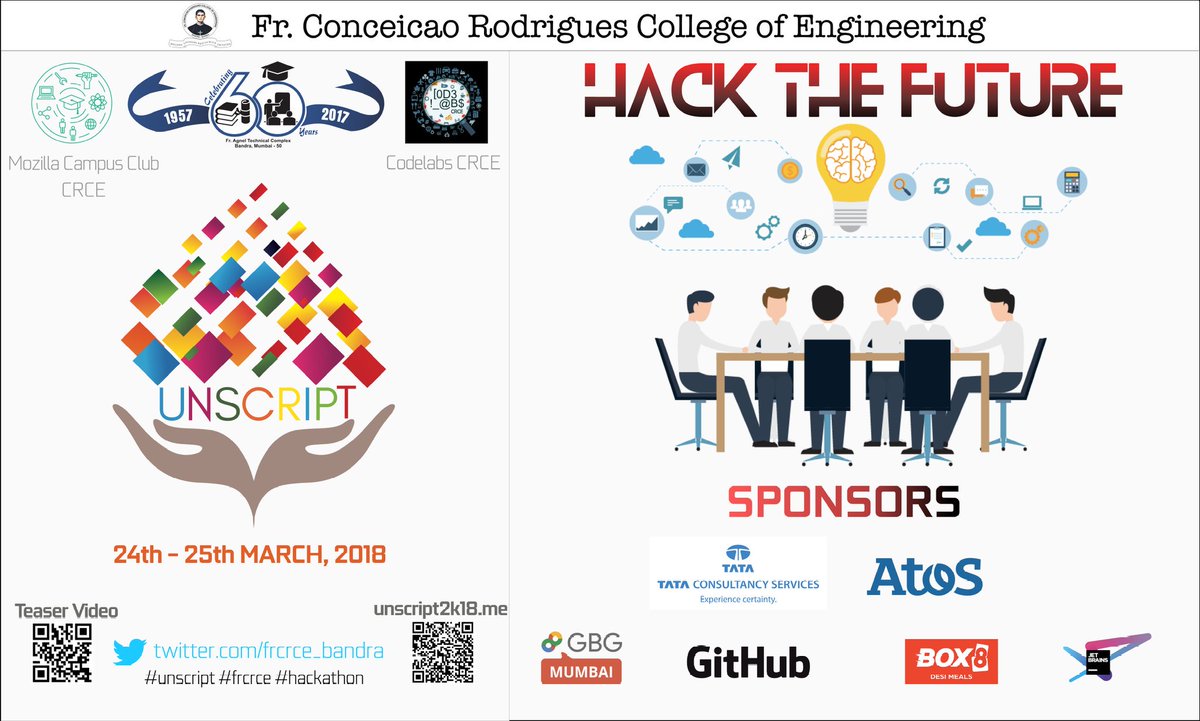 Fr. Conceicao Rodrigues College of Engineering
Mozilla Campus Club
CRCE
1957
Celebrating
60
Years
2017
Fr. Agnel Technical Complex
Bandra, Mumbai - 50
[0D3
!_@B$
CRCE
Codelabs CRCE
UNSCRIPT
24th - 25th MARCH, 2018
Teaser Video
unscript2k18.me
twitter.com/frcrce_bandra
#unscript #frcrce #hackathon
HACK THE FUTURE
SPONSORS
TATA
TATA CONSULTANCY SERVICES
Experience certainty.
Atos
GBG
MUMBAI
GitHub
BOX8
DESI MEALS
JET
BRAINS